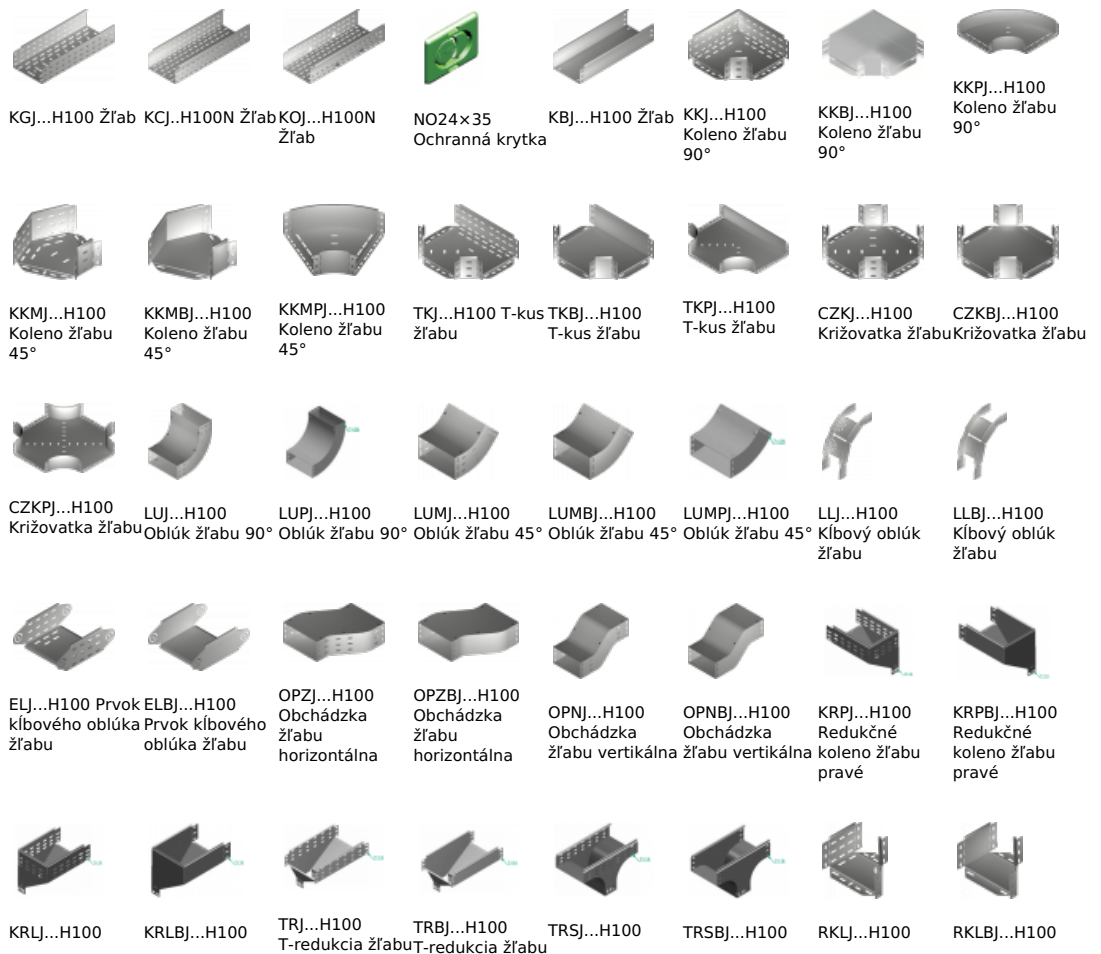 KGJ...H100 Žľab
KCJ..H100N Žľab
KOJ...H100N
Žľab
NO24×35
Ochranná krytka
KBJ...H100 Žľab
KKJ...H100
Koleno žľabu
90°
KKBJ...H100
Koleno žľabu
90°
KKPJ...H100
Koleno žľabu
90°
KKMJ...H100
Koleno žľabu
45°
KKMBJ...H100
Koleno žľabu
45°
KKMPJ...H100
Koleno žľabu
45°
TKJ...H100 T-kus
žľabu
TKBJ...H100
T-kus žľabu
TKPJ...H100
T-kus žľabu
CZKJ...H100
Križovatka žľabu
CZKBJ...H100
Križovatka žľabu
CZKPJ...H100
Križovatka žľabu
LUJ...H100
Oblúk žľabu 90°
LUPJ...H100
Oblúk žľabu 90°
LUMJ...H100
Oblúk žľabu 45°
LUMBJ...H100
Oblúk žľabu 45°
LUMPJ...H100
Oblúk žľabu 45°
LLJ...H100
Kĺbový oblúk
žľabu
LLBJ...H100
Kĺbový oblúk
žľabu
ELJ...H100 Prvok
kĺbového oblúka
žľabu
ELBJ...H100
Prvok kĺbového
oblúka žľabu
OPZJ...H100
Obchádzka
žľabu
horizontálna
OPZBJ...H100
Obchádzka
žľabu
horizontálna
OPNJ...H100
Obchádzka
žľabu vertikálna
OPNBJ...H100
Obchádzka
žľabu vertikálna
KRPJ...H100
Redukčné
koleno žľabu
pravé
KRPBJ...H100
Redukčné
koleno žľabu
pravé
KRLJ...H100
KRLBJ...H100
TRJ...H100
T-redukcia žľabu
TRBJ...H100
T-redukcia žľabu
TRSJ...H100
TRSBJ...H100
RKLJ...H100
RKLBJ...H100